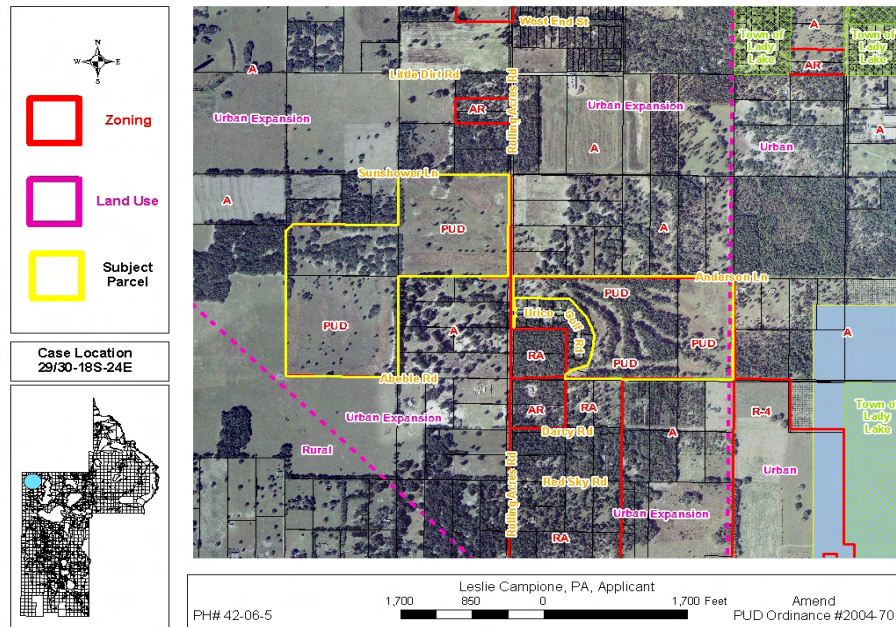 N
W E
S
Zoning
Land Use
Subject
Parcel
Case Location
29/30-18S-24E
West End St
A
Town of
Lady
Lake
Town of
Lady
Lake
A
Little Dirt Rd
AR
AR
Rolling Acres Rd
Urban Expansion
Urban Expansion
A
Urban
A
Sunshower Ln
A
PUD
A
Anderson Ln
PUD
Urico
Gulf Rd
PUD
PUD
A
A
RA
PUD
Abeble Rd
Urban Expansion
AR
RA
R-4
Town of
Lady
Lake
Darcy Rd
A
Rural
Urban
Rolling Acres Rd
Red Sky Rd
Urban Expansion
RA
Leslie Campione, PA, Applicant
1,700 850 0 1,700 Feet
Amend
PH# 42-06-5
PUD Ordinance #2004-70